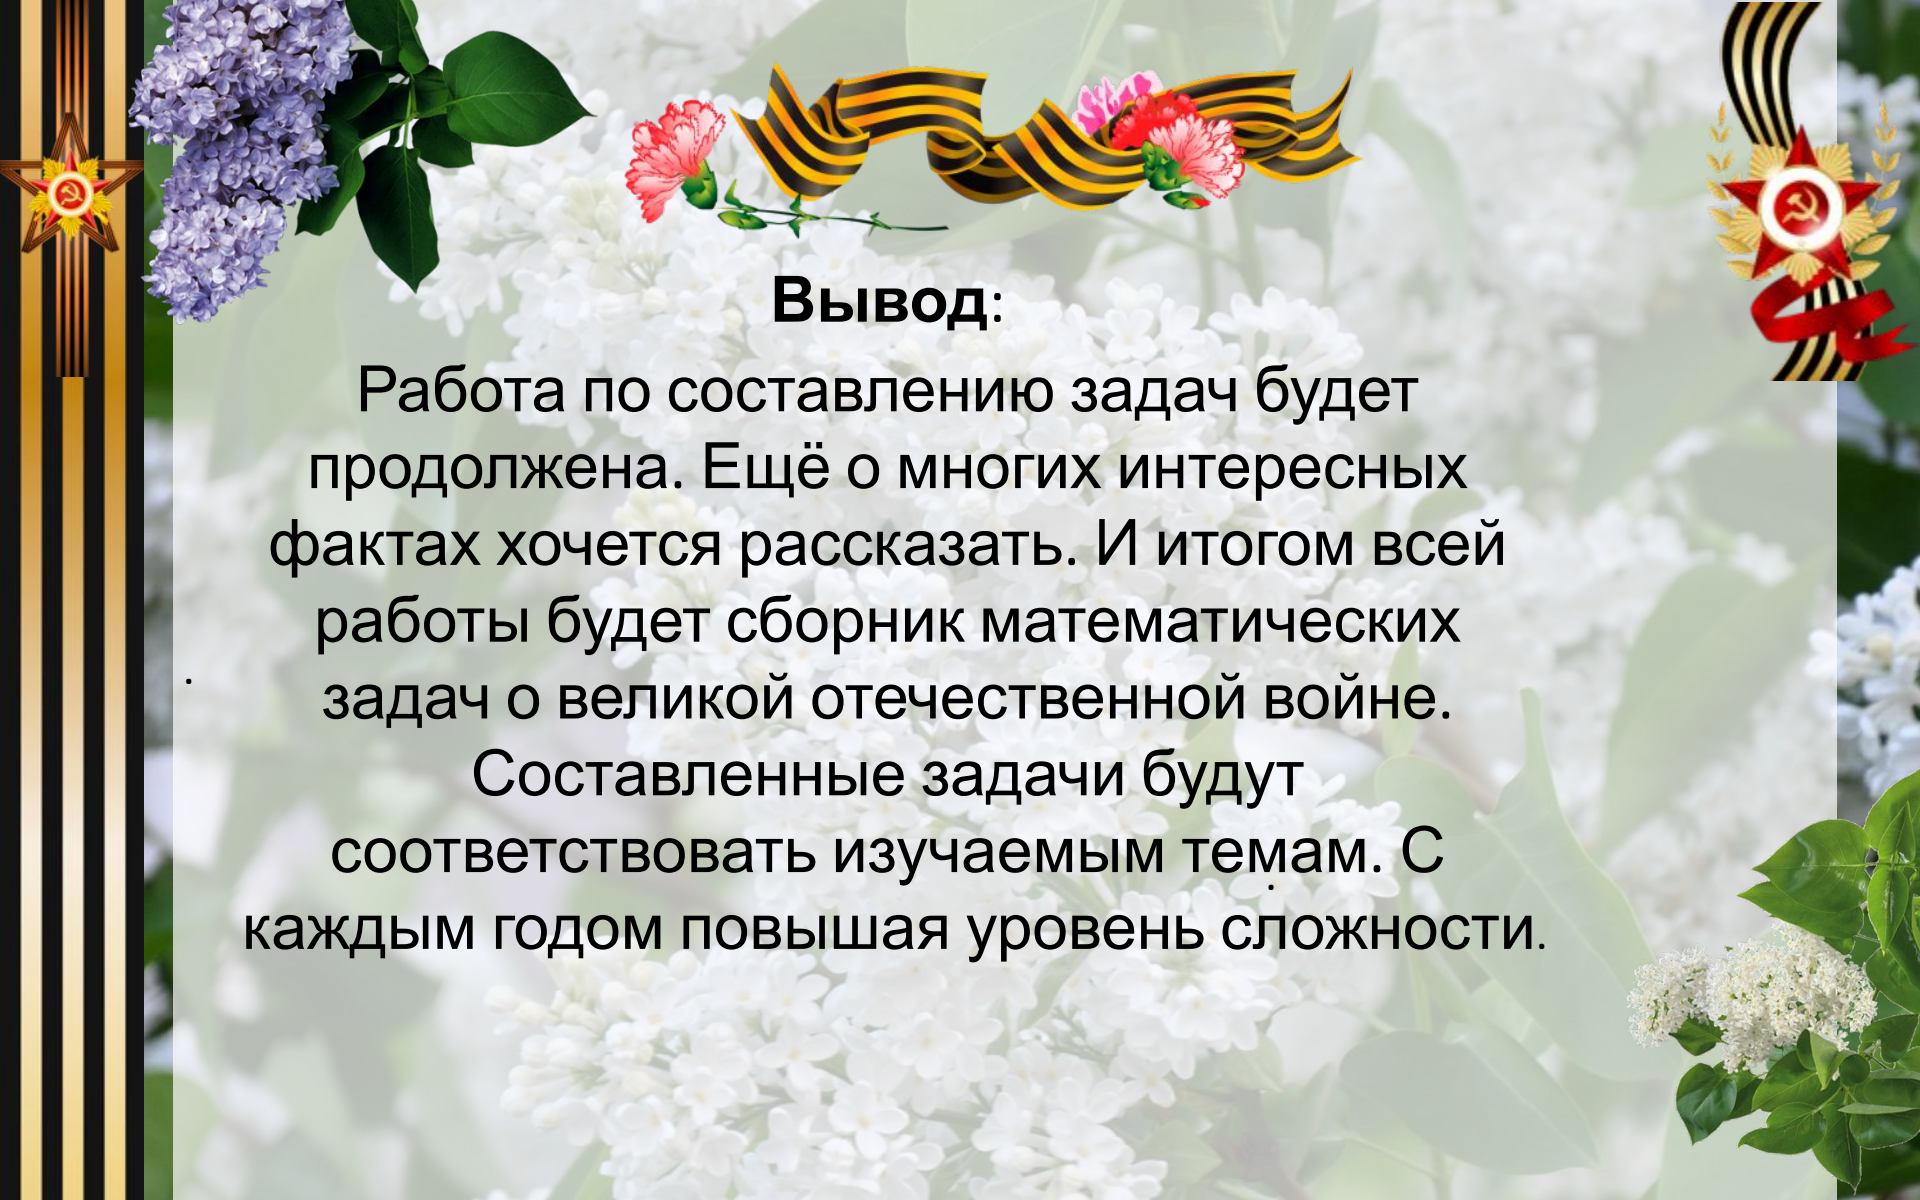 Вывод:
Работа по составлению задач будет
продолжена. Ещё о многих интересных
фактах хочется рассказать. И итогом всей
работы будет сборник математических
задач о великой отечественной войне.
Составленные задачи будут
соответствовать изучаемым темам. С
каждым годом повышая уровень сложности.